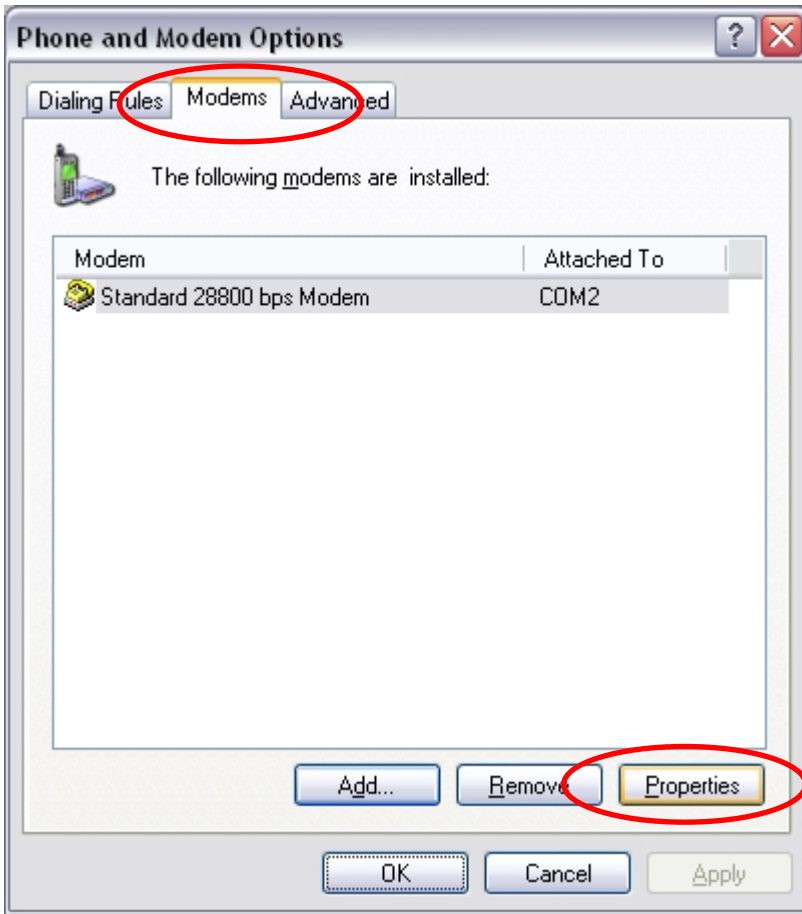 Phone and Modem Options
Dialing Rules Modems Advanced
The following modems are installed:
Modem Attached To
Standard 28800 bps Modem COM2
Add... Remove Properties
OK Cancel Apply